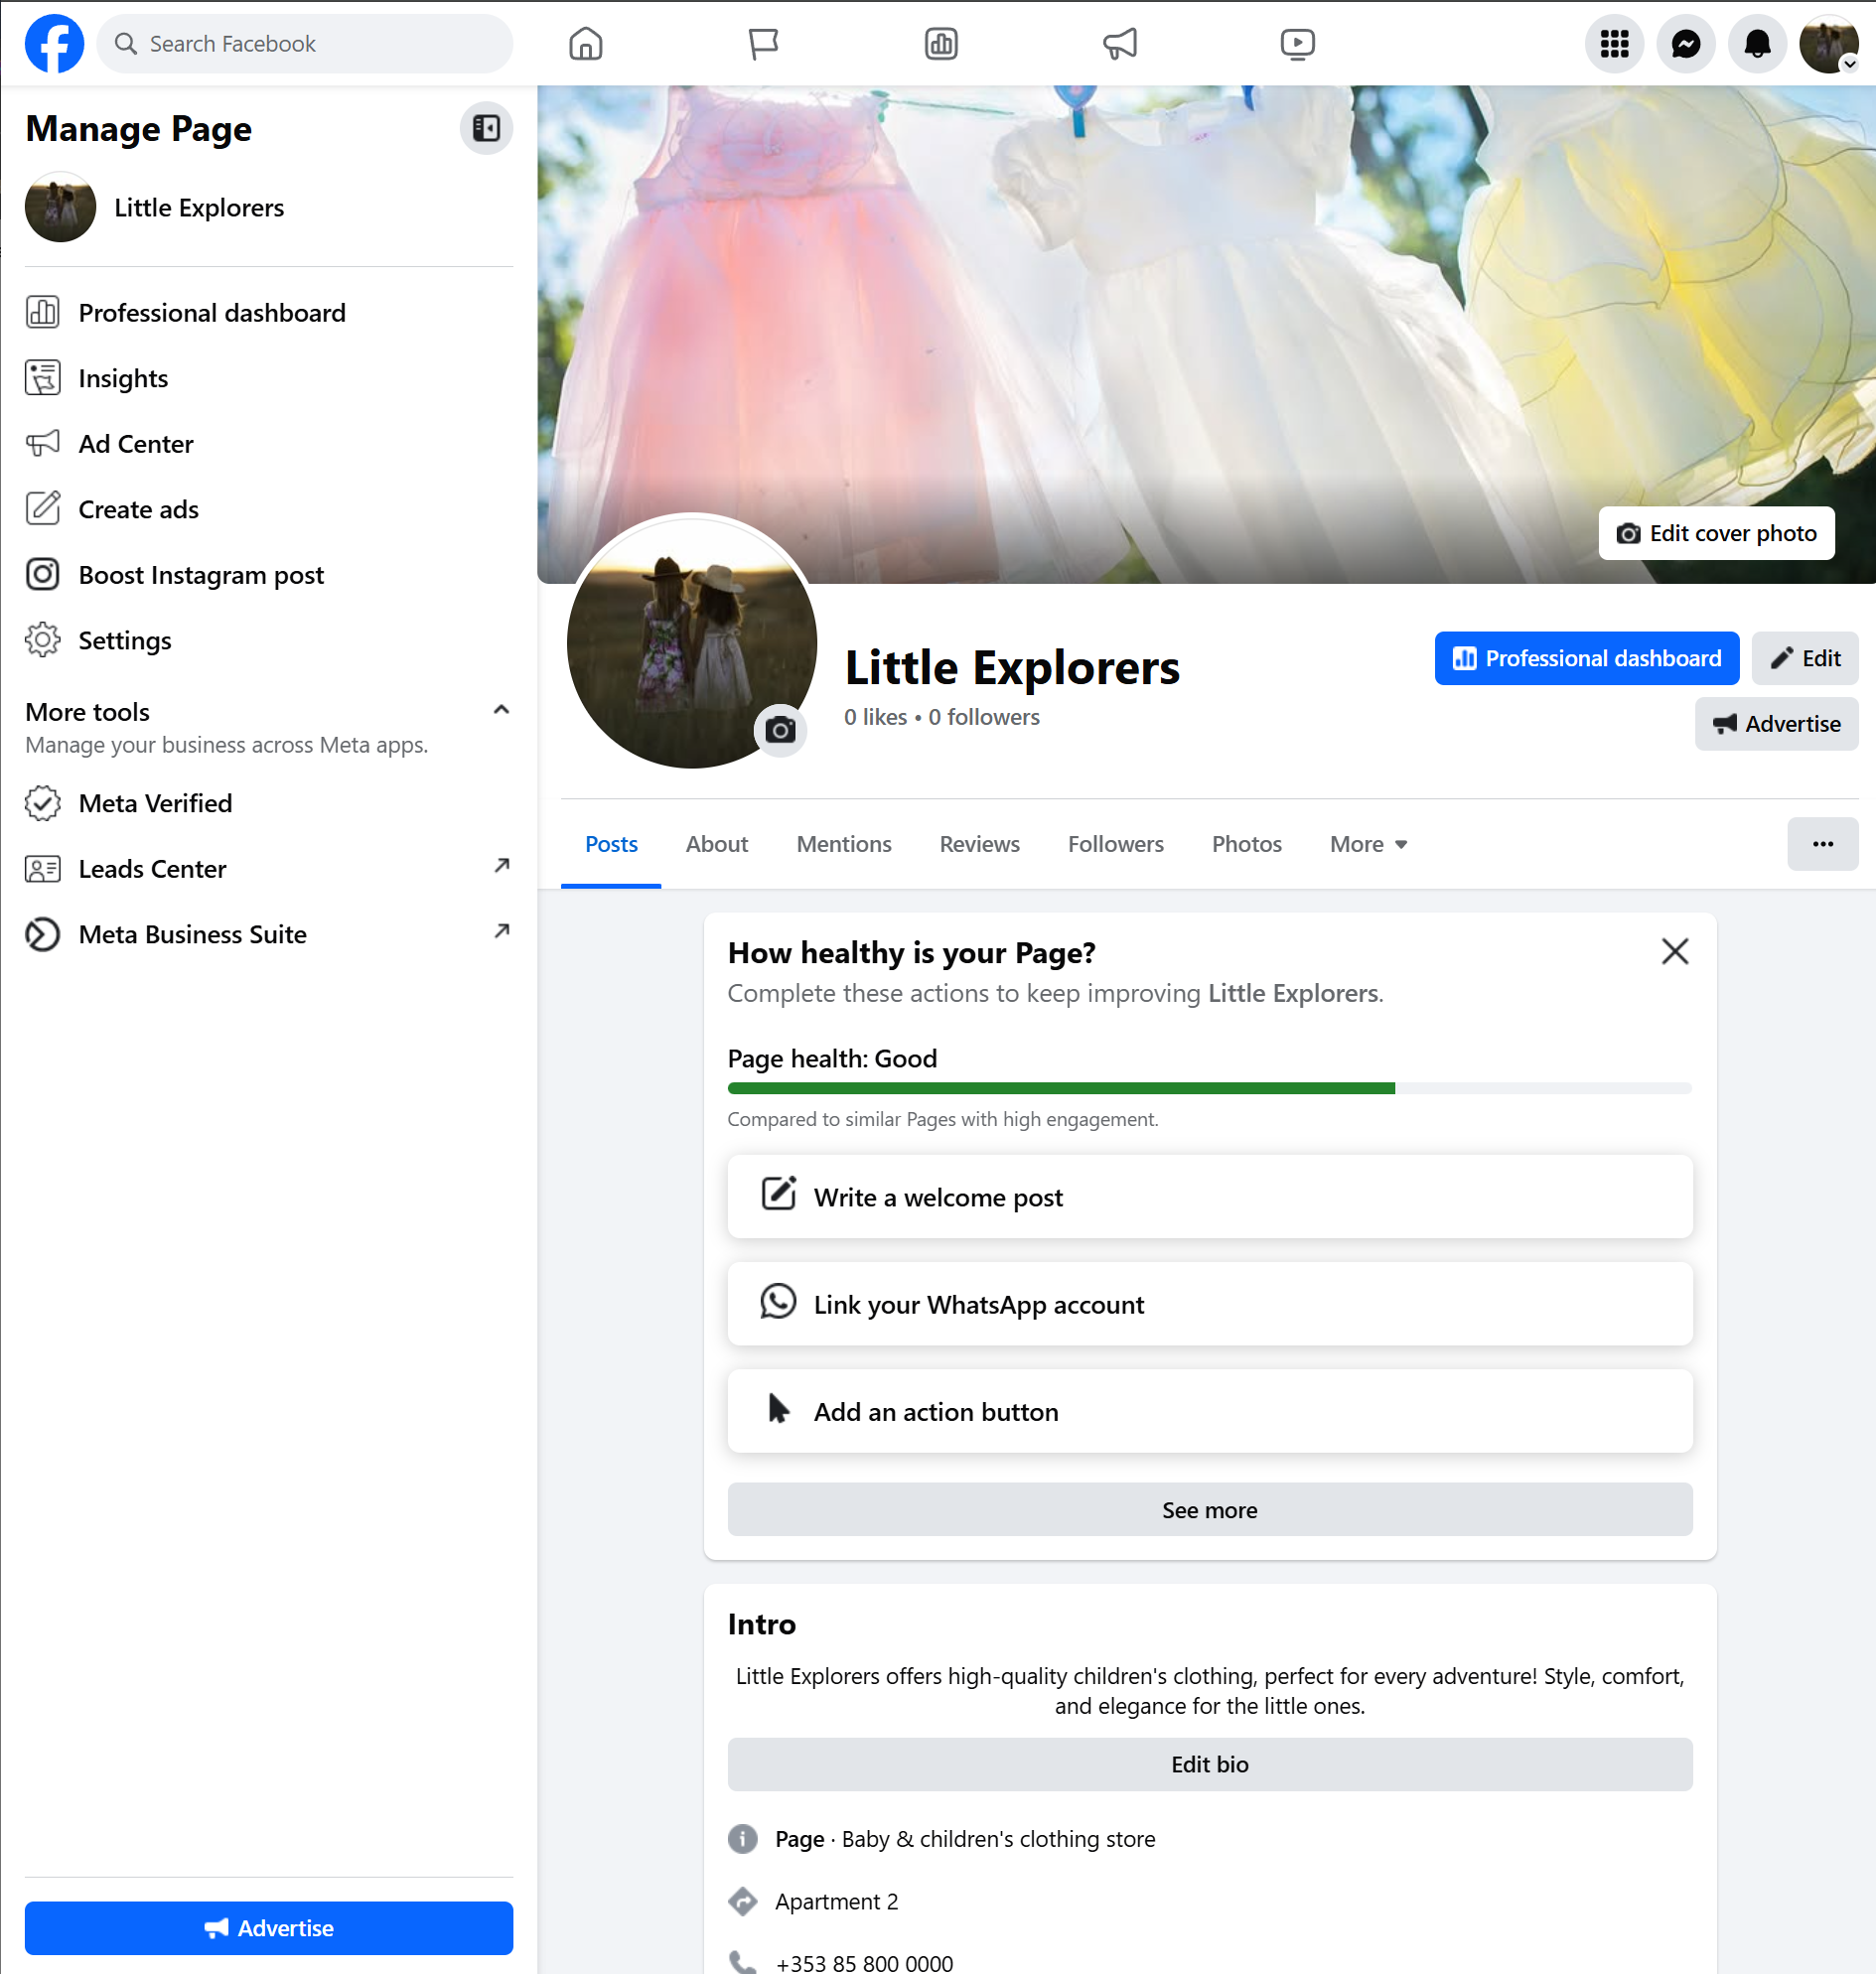 Search Facebook
Manage Page
Little Explorers
Professional dashboard
Insights
Ad Center
Create ads
Boost Instagram post
Settings
More tools
Manage your business across Meta apps.
Meta Verified
Leads Center
Meta Business Suite
Advertise
Edit cover photo
Little Explorers
0 likes • 0 followers
Professional dashboard
Edit
Advertise
Posts About Mentions Reviews Followers Photos More
How healthy is your Page?
Complete these actions to keep improving Little Explorers.
Page health: Good
Compared to similar Pages with high engagement.
Write a welcome post
Link your WhatsApp account
Add an action button
See more
Intro
Little Explorers offers high-quality children's clothing, perfect for every adventure! Style, comfort,
and elegance for the little ones.
Edit bio
Page · Baby & children's clothing store
Apartment 2
+353 85 800 0000